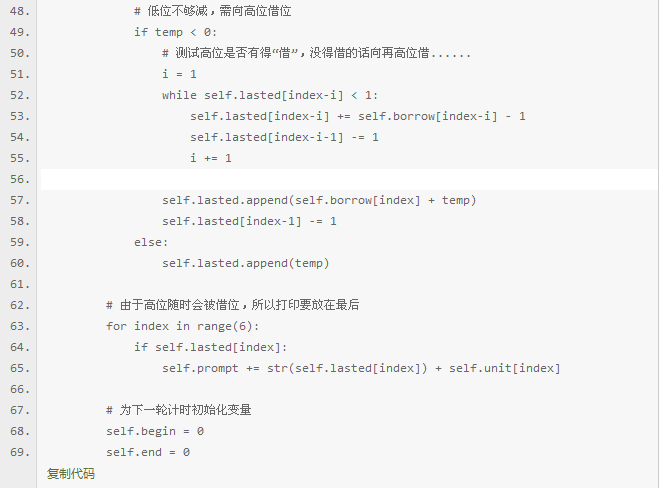 48.             # 低位不够减，需向高位借位
49.             if temp < 0:
50.                 # 测试高位是否有得“借”，没得借的话向再高位借......
51.                 i = 1
52.                 while self.lasted[index-i] < 1:
53.                     self.lasted[index-i] += self.borrow[index-i] - 1
54.                     self.lasted[index-i-1] -= 1
55.                     i += 1
56.
57.                 self.lasted.append(self.borrow[index] + temp)
58.                 self.lasted[index-1] -= 1
59.             else:
60.                 self.lasted.append(temp)
61.
62.         # 由于高位随时会被借位，所以打印要放在最后
63.         for index in range(6):
64.             if self.lasted[index]:
65.                 self.prompt += str(self.lasted[index]) + self.unit[index]
66.
67.         # 为下一轮计时初始化变量
68.         self.begin = 0
69.         self.end = 0
复制代码